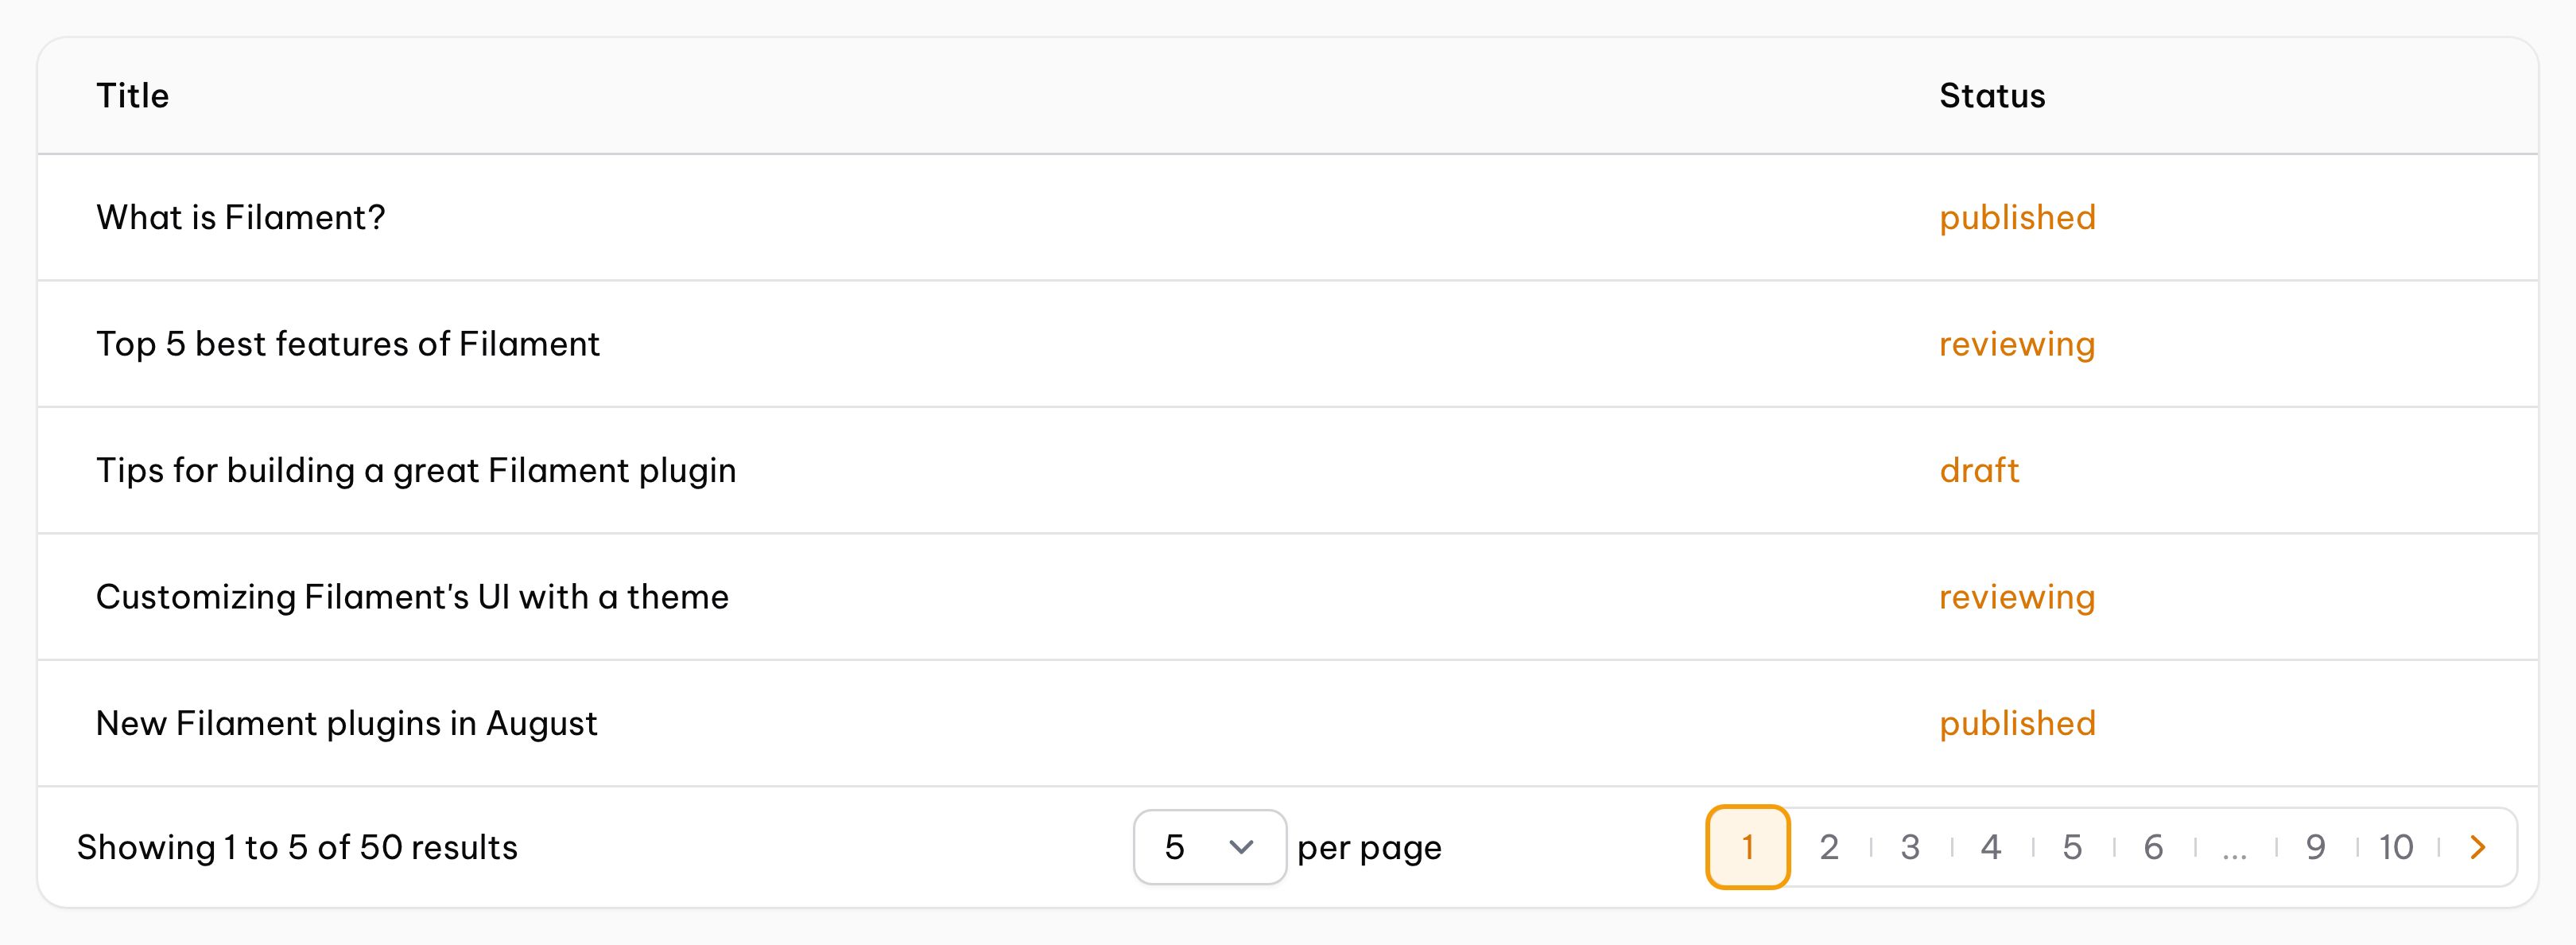 Title Status
What is Filament? published
Top 5 best features of Filament reviewing
Tips for building a great Filament plugin draft
Customizing Filament's UI with a theme reviewing
New Filament plugins in August published
Showing 1 to 5 of 50 results 5 per page 1 2 3 4 5 6 ... 9 10